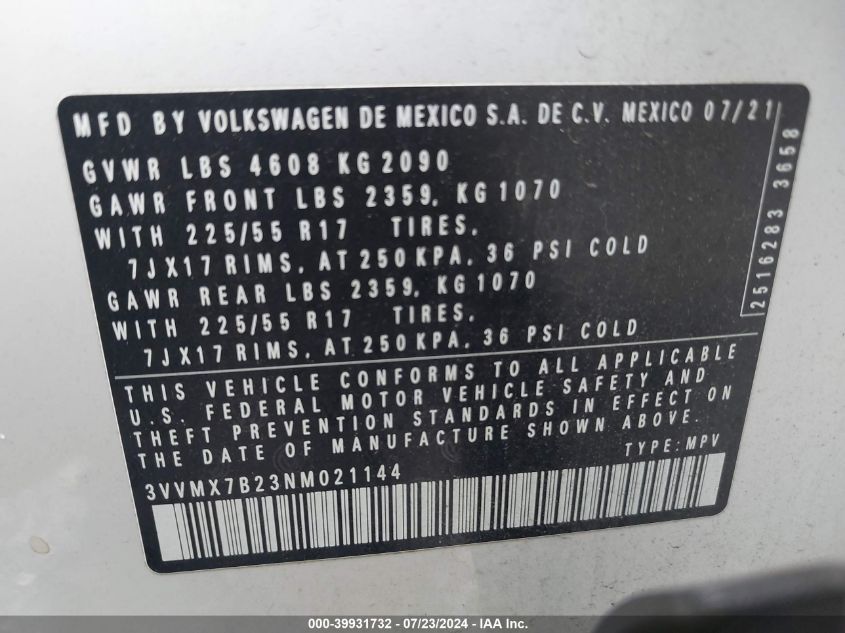 MFD BY VOLKSWAGEN DE MEXICO S.A. DE C.V. MEXICO 07/21
GVWR LBS 4608 KG 2090
GAWR FRONT LBS 2359, KG 1070
WITH 225/55 R17 TIRES,
7JX17 RIMS, AT 250 KPA, 36 PSI COLD
GAWR REAR LBS 2359, KG 1070
WITH 225/55 R17 TIRES,
7JX17 RIMS, AT 250 KPA, 36 PSI COLD
2516283 3658
THIS VEHICLE CONFORMS TO ALL APPLICABLE
U.S. FEDERAL MOTOR VEHICLE SAFETY AND
THEFT PREVENTION STANDARDS IN EFFECT ON
THE DATE OF MANUFACTURE SHOWN ABOVE.
TYPE: MPV
3VVMX7B23NM021144
000-39931732 - 07/23/2024 - IAA Inc.